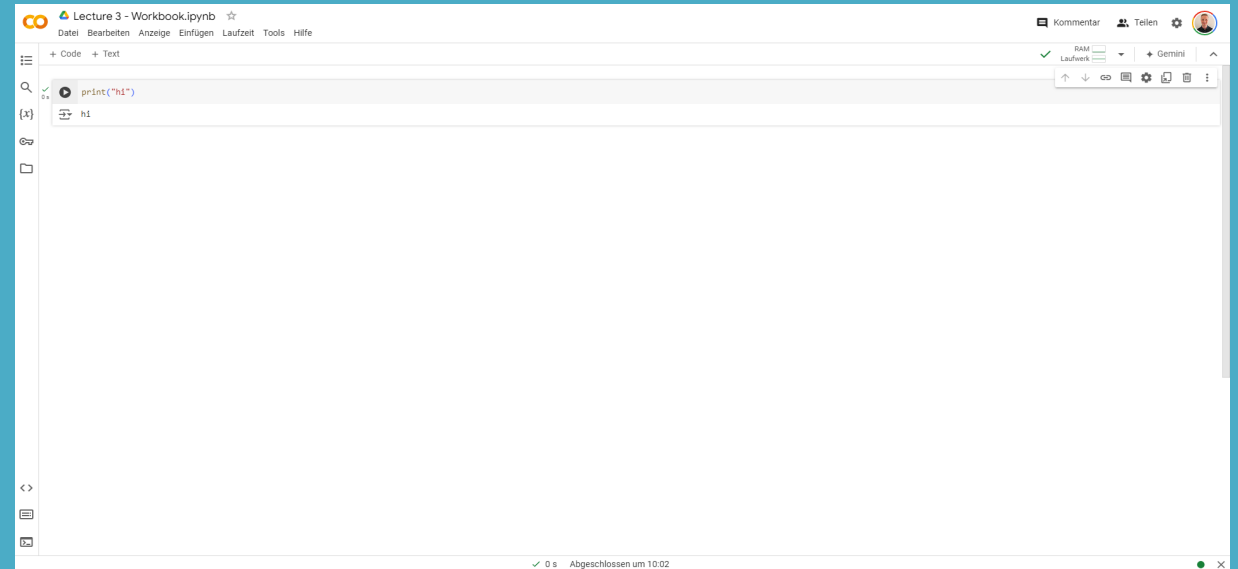 Lecture 3 - Workbook.ipynb
Kommentar
Teilen
Datei Bearbeiten Anzeige Einfügen Laufzeit Tools Hilfe
+ Code + Text
RAM
Laufwerk
Gemini
0 s
print("hi")
{x}
hi
0 s Abgeschlossen um 10:02